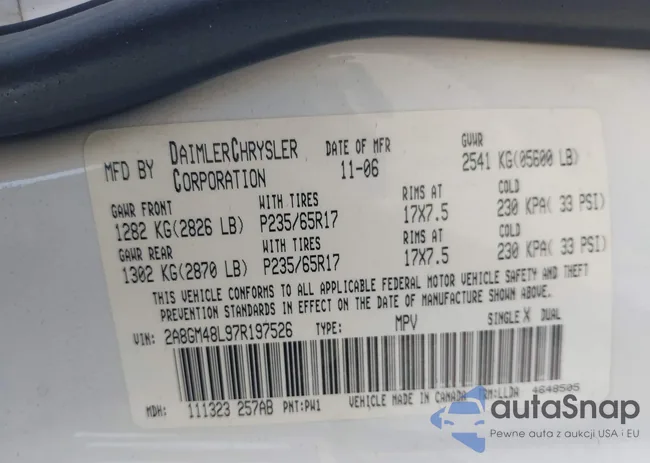 MFD BY DAIMLERCHRYSLER CORPORATION DATE OF MFR 11-06 GVWR 2541 KG(05600 LB)
GAWR FRONT WITH TIRES RIMS AT COLD
1282 KG(2826 LB) P235/65R17 17X7.5 230 KPA( 33 PSI)
GAWR REAR WITH TIRES RIMS AT COLD
1302 KG(2870 LB) P235/65R17 17X7.5 230 KPA( 33 PSI)
THIS VEHICLE CONFORMS TO ALL APPLICABLE FEDERAL MOTOR VEHICLE SAFETY AND THEFT
PREVENTION STANDARDS IN EFFECT ON THE DATE OF MANUFACTURE SHOWN ABOVE.
VIN: 2A8GM48L97R197526 TYPE: MPV SINGLE X DUAL
MDH: 111323 257AB PNT:PW1 VEHICLE MADE IN CANADA RM:LLDA 4648505
autoSnap
Pewne auta z aukcji USA i EU